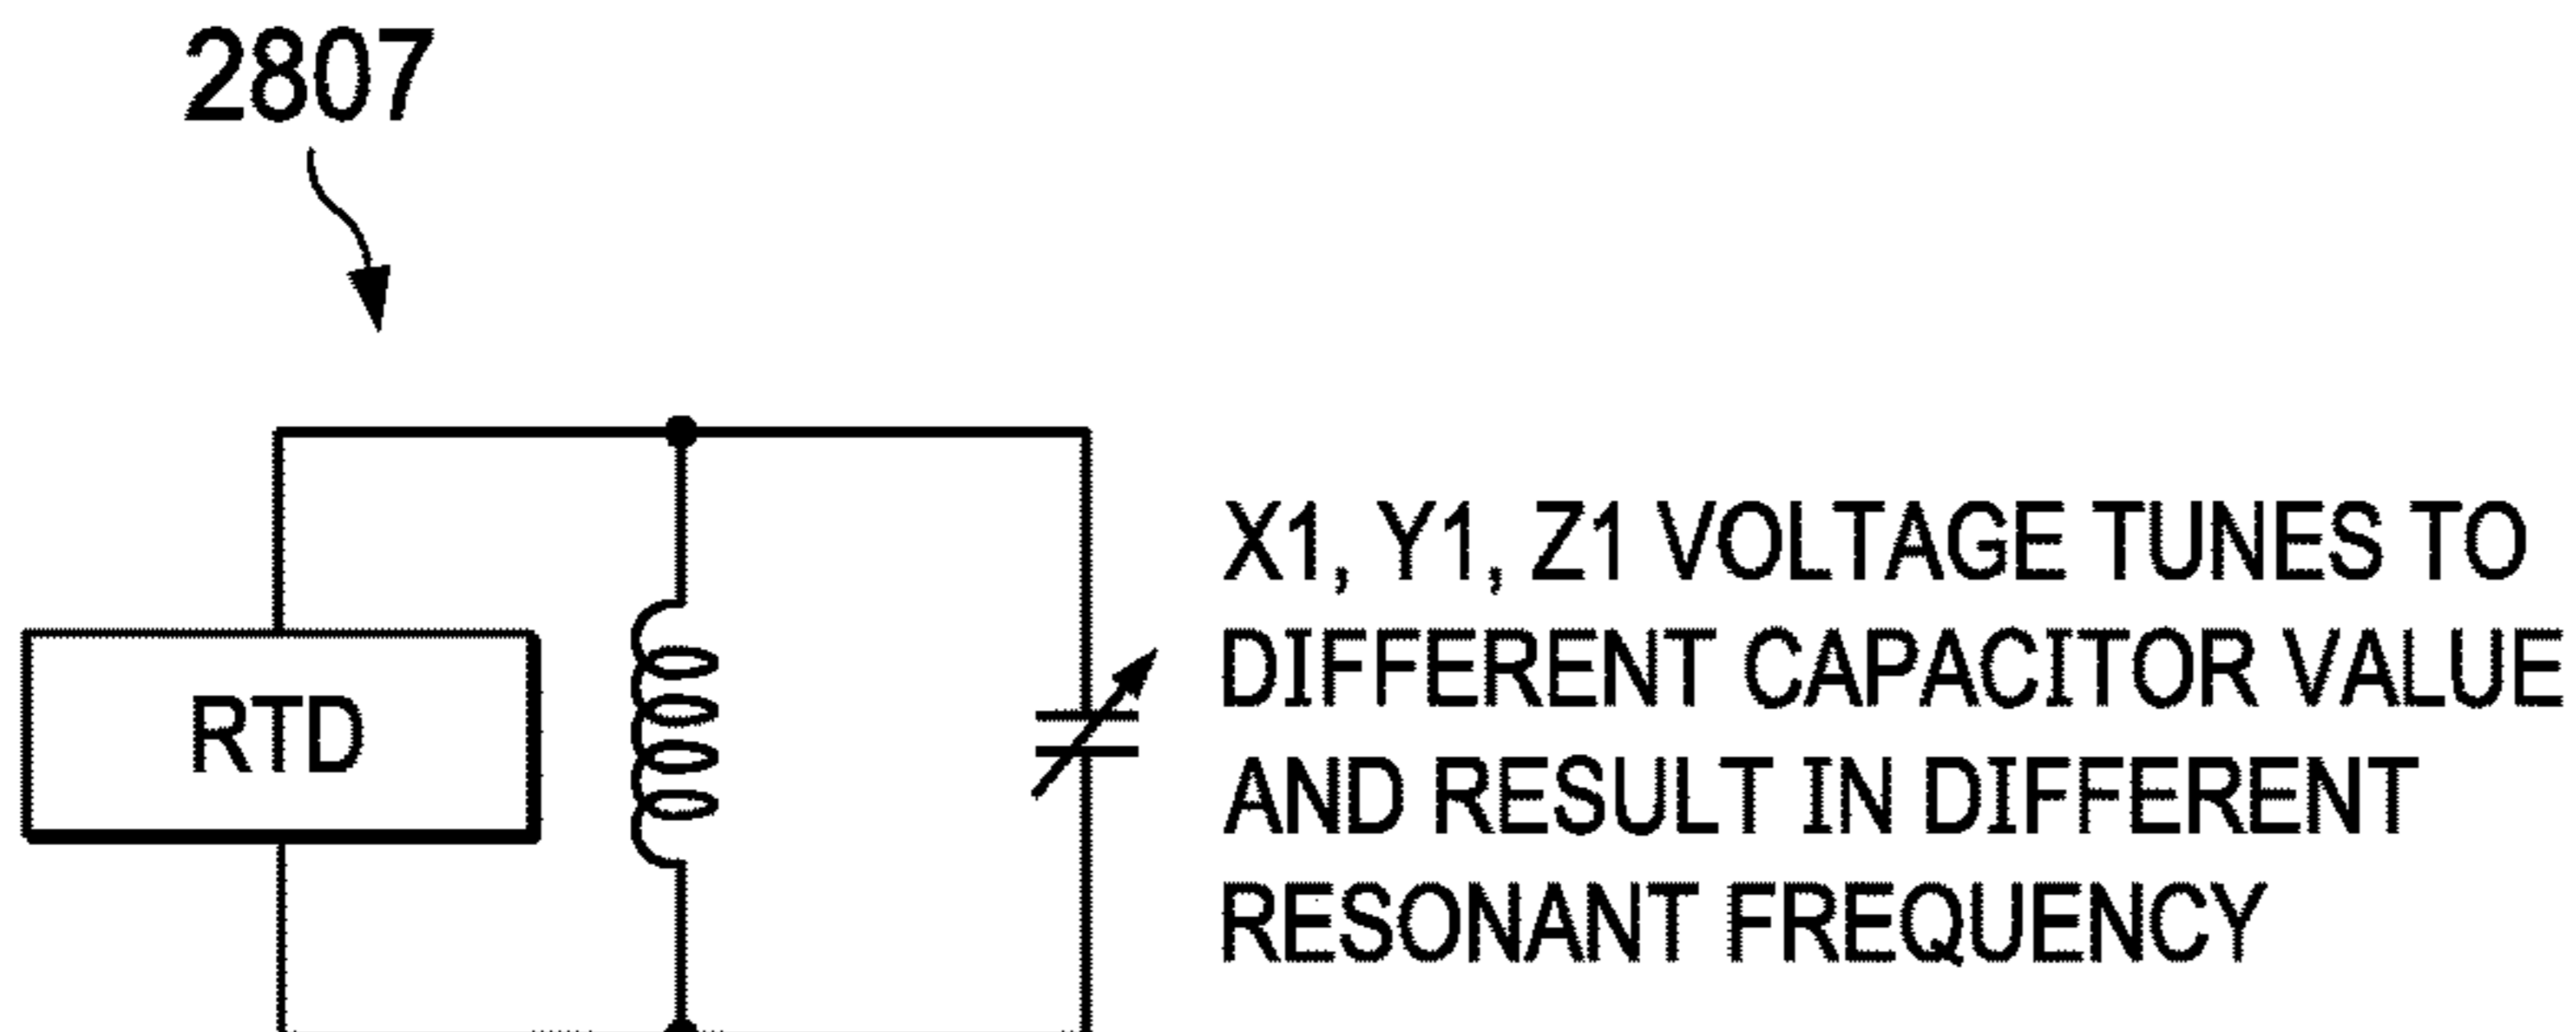 2807
RTD
X1, Y1, Z1 VOLTAGE TUNES TO
DIFFERENT CAPACITOR VALUE
AND RESULT IN DIFFERENT
RESONANT FREQUENCY